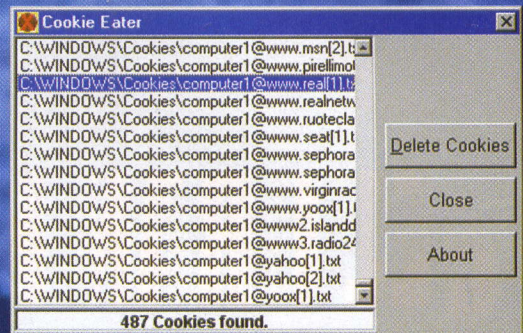 Cookie Eater
C:\WINDOWS\Cookies\computer1@www.msn[2].t
C:\WINDOWS\Cookies\computer1@www.pirellimo
C:\WINDOWS\Cookies\computer1@www.real[1].t
C:\WINDOWS\Cookies\computer1@www.realnetw
C:\WINDOWS\Cookies\computer1@www.ruotecla
C:\WINDOWS\Cookies\computer1@www.seat[1].t
C:\WINDOWS\Cookies\computer1@www.sephora
C:\WINDOWS\Cookies\computer1@www.sephora
C:\WINDOWS\Cookies\computer1@www.virginrac
C:\WINDOWS\Cookies\computer1@www.yoox[1].
C:\WINDOWS\Cookies\computer1@www2.islandd
C:\WINDOWS\Cookies\computer1@www3.radio24
C:\WINDOWS\Cookies\computer1@yahoo[1].txt
C:\WINDOWS\Cookies\computer1@yahoo[2].txt
C:\WINDOWS\Cookies\computer1@yoox[1].txt
487 Cookies found.
Delete Cookies
Close
About